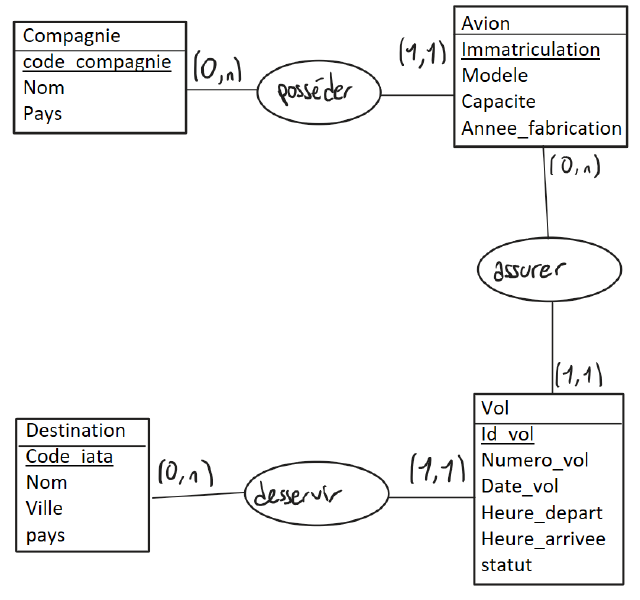 Compagnie
code_compagnie
Nom
Pays
(0,n)
posséder
(1,1)
Avion
Immatriculation
Modele
Capacite
Annee_fabrication
(0,n)
assurer
(1,1)
Destination
Code_iata
Nom
Ville
pays
(0,n)
desservir
(1,1)
Vol
Id_vol
Numero_vol
Date_vol
Heure_depart
Heure_arrivee
statut